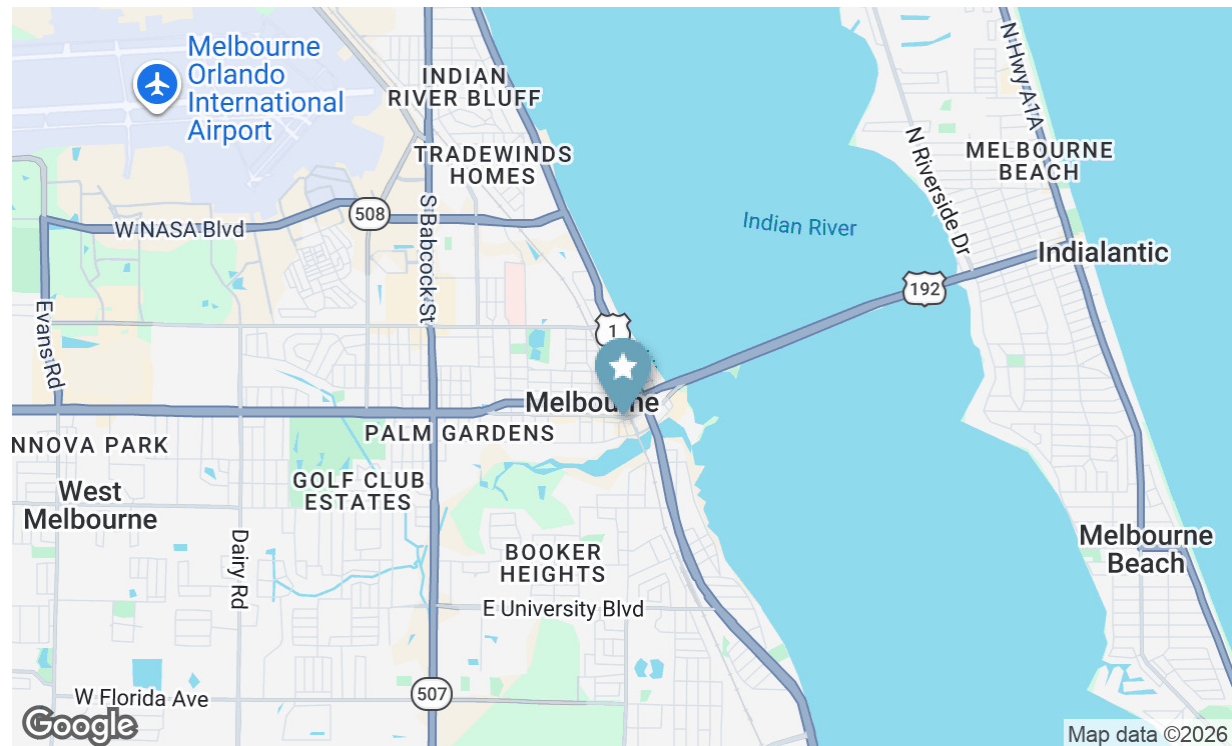 Melbourne
Orlando
International
Airport
INDIAN
RIVER BLUFF
TRADEWINDS
HOMES
N Hwy A1A
N Riverside Dr
MELBOURNE
BEACH
508
W NASA Blvd
S Babcock St
Indian River
Indialantic
192
1
Evans Rd
Melbourne
NNOVA PARK
PALM GARDENS
West
Melbourne
GOLF CLUB
ESTATES
Dairy Rd
BOOKER
HEIGHTS
Melbourne
Beach
E University Blvd
W Florida Ave
507
Google
Map data ©2026